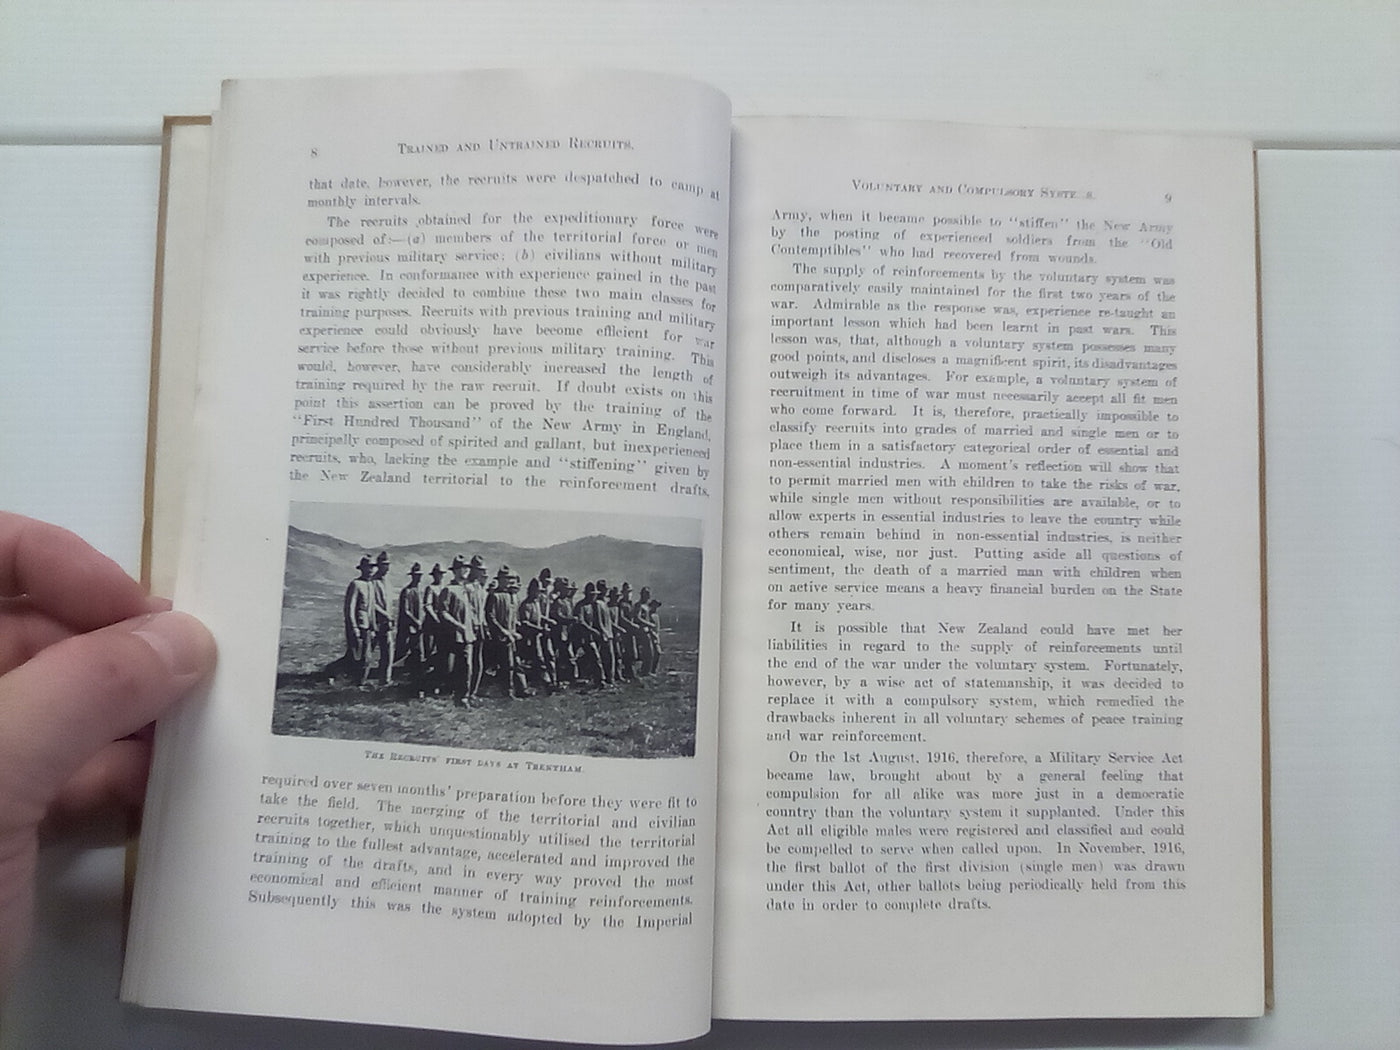 8
TRAINED AND UNTRAINED RECRUITS.
that date, however, the recruits were despatched to camp at
monthly intervals.
The recruits obtained for the expeditionary force were
composed of:—(a) members of the territorial force or men
with previous military service; (b) civilians without military
experience. In conformance with experience gained in the past
it was rightly decided to combine these two main classes for
training purposes. Recruits with previous training and military
experience could obviously have become efficient for war
service before those without previous military training. This
would, however, have considerably increased the length of
training required by the raw recruit. If doubt exists on this
point this assertion can be proved by the training of the
"First Hundred Thousand" of the New Army in England,
principally composed of spirited and gallant, but inexperienced
recruits, who, lacking the example and "stiffening" given by
the New Zealand territorial to the reinforcement drafts,
THE RECRUITS' FIRST DAYS AT TRENTHAM.
required over seven months' preparation before they were fit to
take the field. The merging of the territorial and civilian
recruits together, which unquestionably utilised the territorial
training to the fullest advantage, accelerated and improved the
training of the drafts, and in every way proved the most
economical and efficient manner of training reinforcements.
Subsequently this was the system adopted by the Imperial
VOLUNTARY AND COMPULSORY SYSTE S.
9
Army, when it became possible to "stiffen" the New Army
by the posting of experienced soldiers from the "Old
Contemptibles" who had recovered from wounds.
The supply of reinforcements by the voluntary system was
comparatively easily maintained for the first two years of the
war. Admirable as the response was, experience re-taught an
important lesson which had been learnt in past wars. This
lesson was, that, although a voluntary system possesses many
good points, and discloses a magnificent spirit, its disadvantages
outweigh its advantages. For example, a voluntary system of
recruitment in time of war must necessarily accept all fit men
who come forward. It is, therefore, practically impossible to
classify recruits into grades of married and single men or to
place them in a satisfactory categorical order of essential and
non-essential industries. A moment's reflection will show that
to permit married men with children to take the risks of war,
while single men without responsibilities are available, or to
allow experts in essential industries to leave the country while
others remain behind in non-essential industries, is neither
economical, wise, nor just. Putting aside all questions of
sentiment, the death of a married man with children when
on active service means a heavy financial burden on the State
for many years.
It is possible that New Zealand could have met her
liabilities in regard to the supply of reinforcements until
the end of the war under the voluntary system. Fortunately,
however, by a wise act of statemanship, it was decided to
replace it with a compulsory system, which remedied the
drawbacks inherent in all voluntary schemes of peace training
and war reinforcement.
On the 1st August, 1916, therefore, a Military Service Act
became law, brought about by a general feeling that
compulsion for all alike was more just in a democratic
country than the voluntary system it supplanted. Under this
Act all eligible males were registered and classified and could
be compelled to serve when called upon. In November, 1916,
the first ballot of the first division (single men) was drawn
under this Act, other ballots being periodically held from this
date in order to complete drafts.